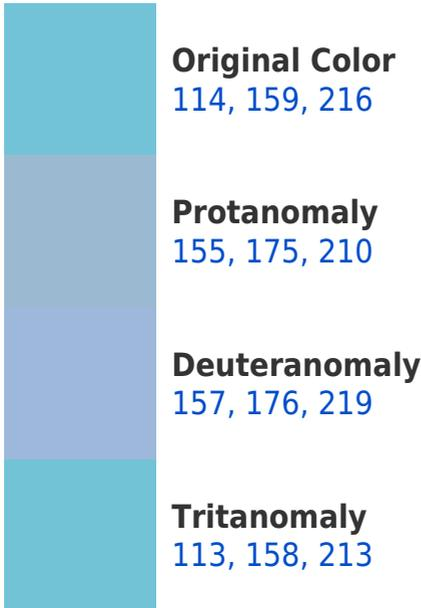 Original Color
114, 159, 216
Protanomaly
155, 175, 210
Deuteranomaly
157, 176, 219
Tritanomaly
113, 158, 213